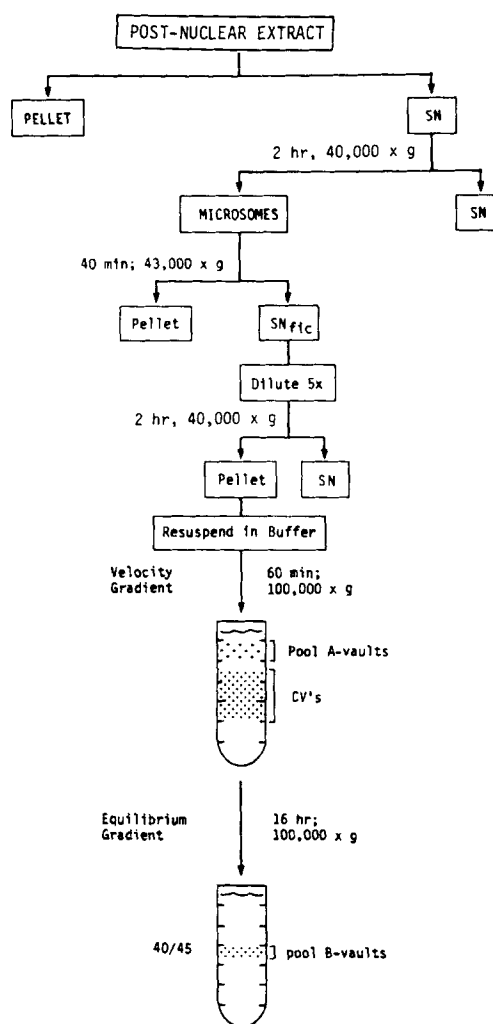 POST-NUCLEAR EXTRACT
PELLET
SN
2 hr, 40,000 x g
MICROSOMES
SN
40 min; 43,000 x g
Pellet
SNfic
Dilute 5x
2 hr, 40,000 x g
Pellet
SN
Resuspend in Buffer
Velocity
Gradient
60 min;
100,000 x g
Pool A-vaults
CV's
Equilibrium
Gradient
16 hr;
100,000 x g
40/45
pool B-vaults